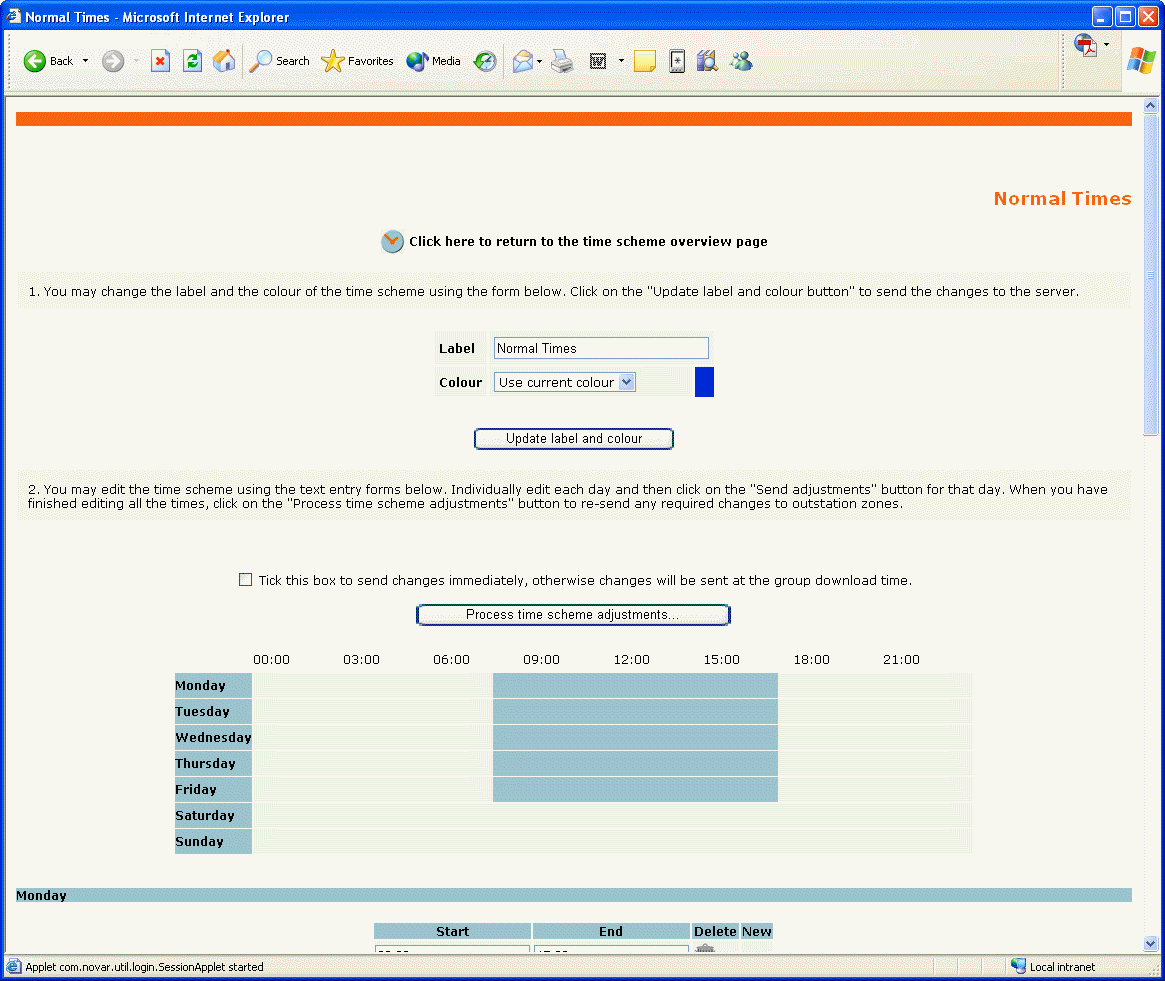 Normal Times - Microsoft Internet Explorer
Back Search Favorites Media
Normal Times
Click here to return to the time scheme overview page
1. You may change the label and the colour of the time scheme using the form below. Click on the "Update label and colour button" to send the changes to the server.
Label Normal Times
Colour Use current colour
Update label and colour
2. You may edit the time scheme using the text entry forms below. Individually edit each day and then click on the "Send adjustments" button for that day. When you have
finished editing all the times, click on the "Process time scheme adjustments" button to re-send any required changes to outstation zones.
Tick this box to send changes immediately, otherwise changes will be sent at the group download time.
Process time scheme adjustments...
00:00 03:00 06:00 09:00 12:00 15:00 18:00 21:00
Monday
Tuesday
Wednesday
Thursday
Friday
Saturday
Sunday
Monday
Start End Delete New
Applet com.novar.util.login.SessionApplet started Local intranet